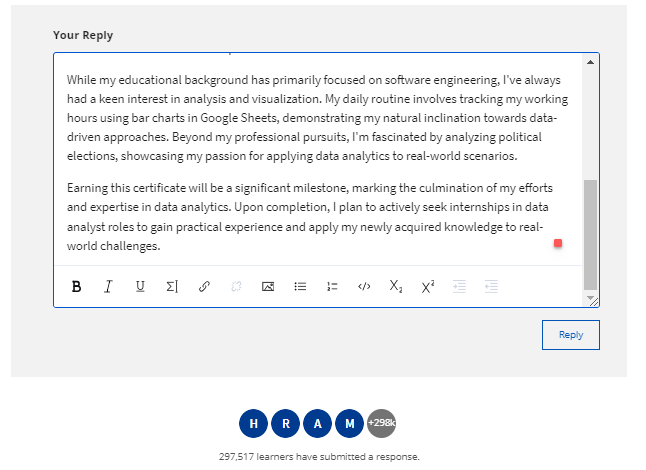 Your Reply
While my educational background has primarily focused on software engineering, I've always
had a keen interest in analysis and visualization. My daily routine involves tracking my working
hours using bar charts in Google Sheets, demonstrating my natural inclination towards data-
driven approaches. Beyond my professional pursuits, I'm fascinated by analyzing political
elections, showcasing my passion for applying data analytics to real-world scenarios.
Earning this certificate will be a significant milestone, marking the culmination of my efforts
and expertise in data analytics. Upon completion, I plan to actively seek internships in data
analyst roles to gain practical experience and apply my newly acquired knowledge to real-
world challenges.
B I U Σ| </> X₂ X²
Reply
H R A M +298k
297,517 learners have submitted a response.